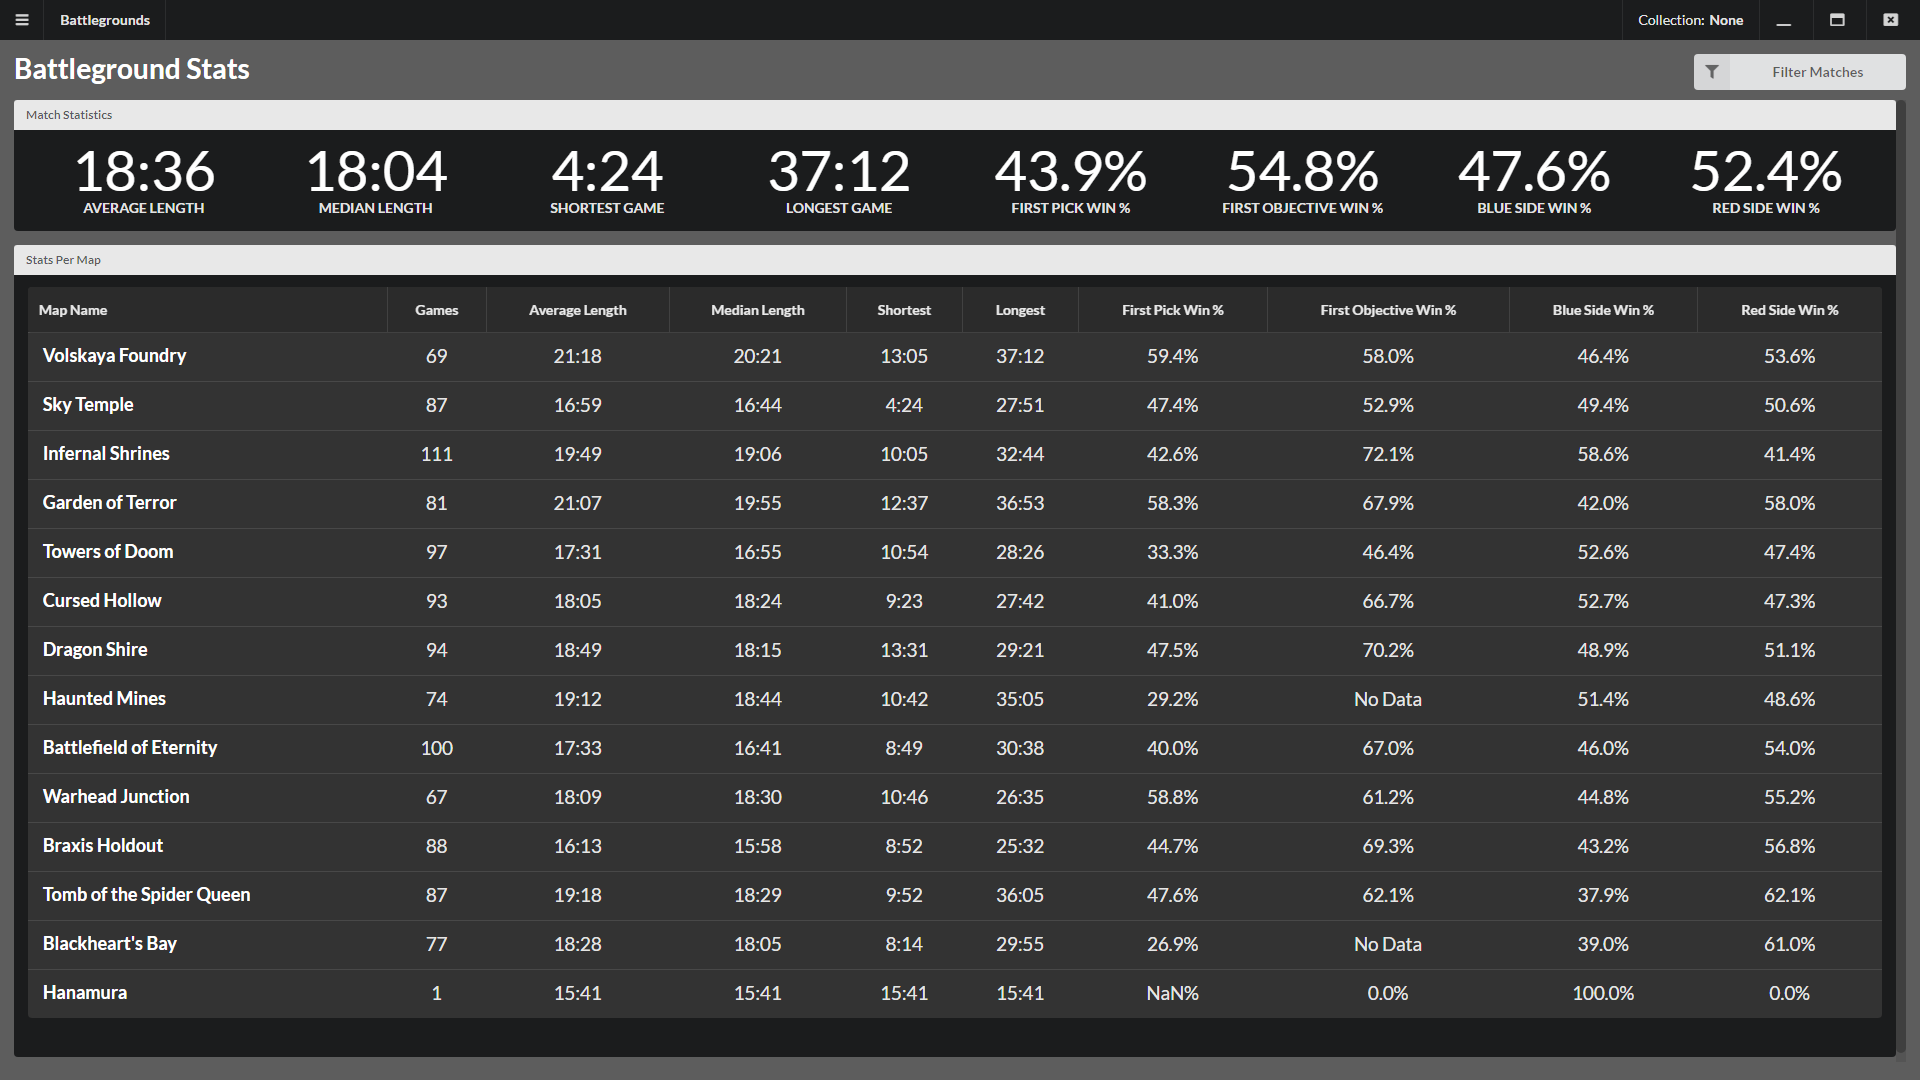 Battlegrounds Collection: None
Battleground Stats
Filter Matches
Match Statistics
18:36 18:04 4:24 37:12 43.9% 54.8% 47.6% 52.4%
AVERAGE LENGTH MEDIAN LENGTH SHORTEST GAME LONGEST GAME FIRST PICK WIN % FIRST OBJECTIVE WIN % BLUE SIDE WIN % RED SIDE WIN %
Stats Per Map
Map Name Games Average Length Median Length Shortest Longest First Pick Win % First Objective Win % Blue Side Win % Red Side Win %
Volskaya Foundry 69 21:18 20:21 13:05 37:12 59.4% 58.0% 46.4% 53.6%
Sky Temple 87 16:59 16:44 4:24 27:51 47.4% 52.9% 49.4% 50.6%
Infernal Shrines 111 19:49 19:06 10:05 32:44 42.6% 72.1% 58.6% 41.4%
Garden of Terror 81 21:07 19:55 12:37 36:53 58.3% 67.9% 42.0% 58.0%
Towers of Doom 97 17:31 16:55 10:54 28:26 33.3% 46.4% 52.6% 47.4%
Cursed Hollow 93 18:05 18:24 9:23 27:42 41.0% 66.7% 52.7% 47.3%
Dragon Shire 94 18:49 18:15 13:31 29:21 47.5% 70.2% 48.9% 51.1%
Haunted Mines 74 19:12 18:44 10:42 35:05 29.2% No Data 51.4% 48.6%
Battlefield of Eternity 100 17:33 16:41 8:49 30:38 40.0% 67.0% 46.0% 54.0%
Warhead Junction 67 18:09 18:30 10:46 26:35 58.8% 61.2% 44.8% 55.2%
Braxis Holdout 88 16:13 15:58 8:52 25:32 44.7% 69.3% 43.2% 56.8%
Tomb of the Spider Queen 87 19:18 18:29 9:52 36:05 47.6% 62.1% 37.9% 62.1%
Blackheart's Bay 77 18:28 18:05 8:14 29:55 26.9% No Data 39.0% 61.0%
Hanamura 1 15:41 15:41 15:41 15:41 NaN% 0.0% 100.0% 0.0%